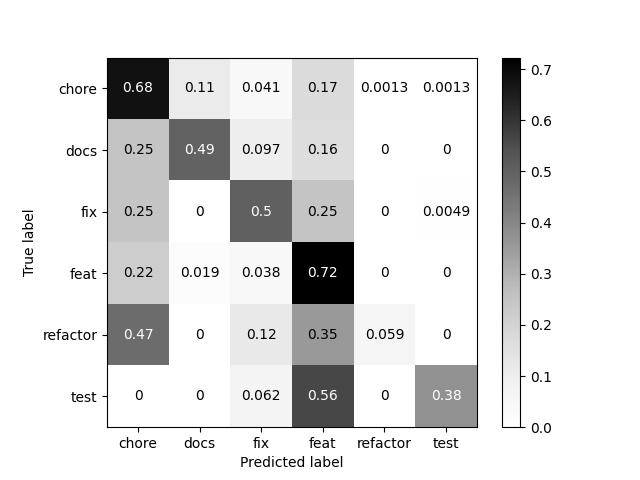 chore 0.68 0.11 0.041 0.17 0.0013 0.0013
docs 0.25 0.49 0.097 0.16 0 0
fix 0.25 0 0.5 0.25 0 0.0049
feat 0.22 0.019 0.038 0.72 0 0
refactor 0.47 0 0.12 0.35 0.059 0
test 0 0 0.062 0.56 0 0.38
chore docs fix feat refactor test
Predicted label
True label
0.7
0.6
0.5
0.4
0.3
0.2
0.1
0.0